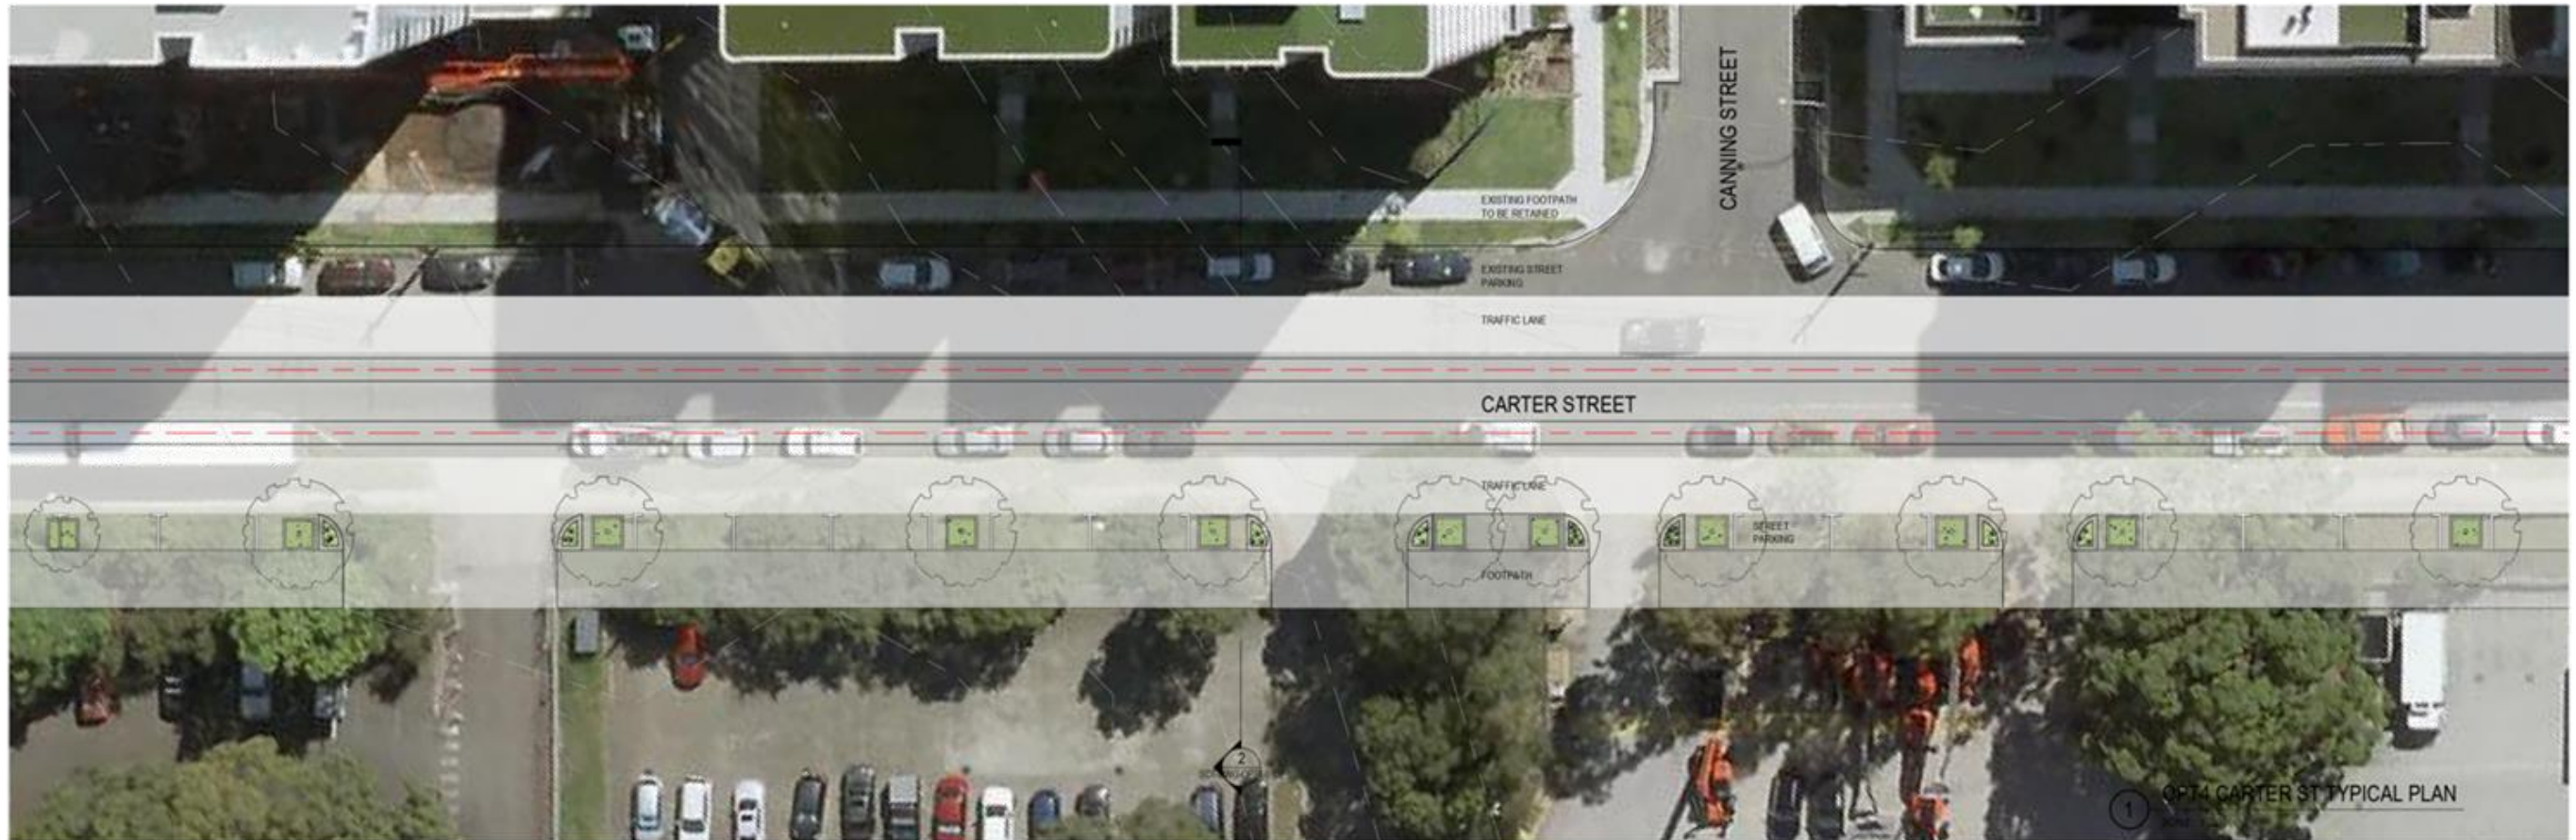 CANNING STREET
EXISTING FOOTPATH
TO BE RETAINED
EXISTING STREET
PARKING
TRAFFIC LANE
CARTER STREET
TRAFFIC LANE
STREET
PARKING
FOOTPATH
2
1
OPT4 CARTER ST TYPICAL PLAN